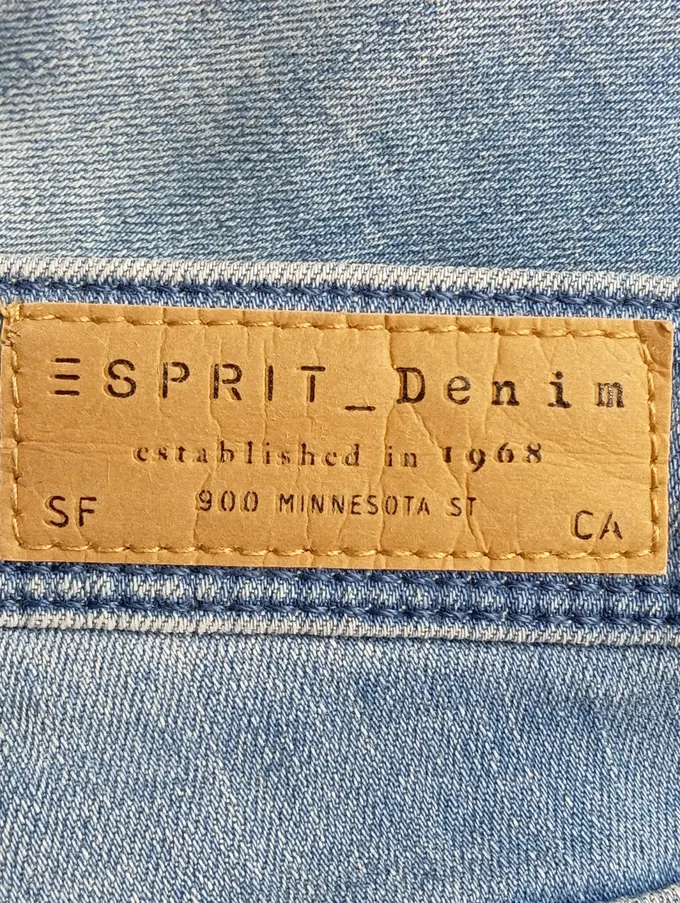 ESPRIT_Denim
established in 1968
900 MINNESOTA ST
SF CA